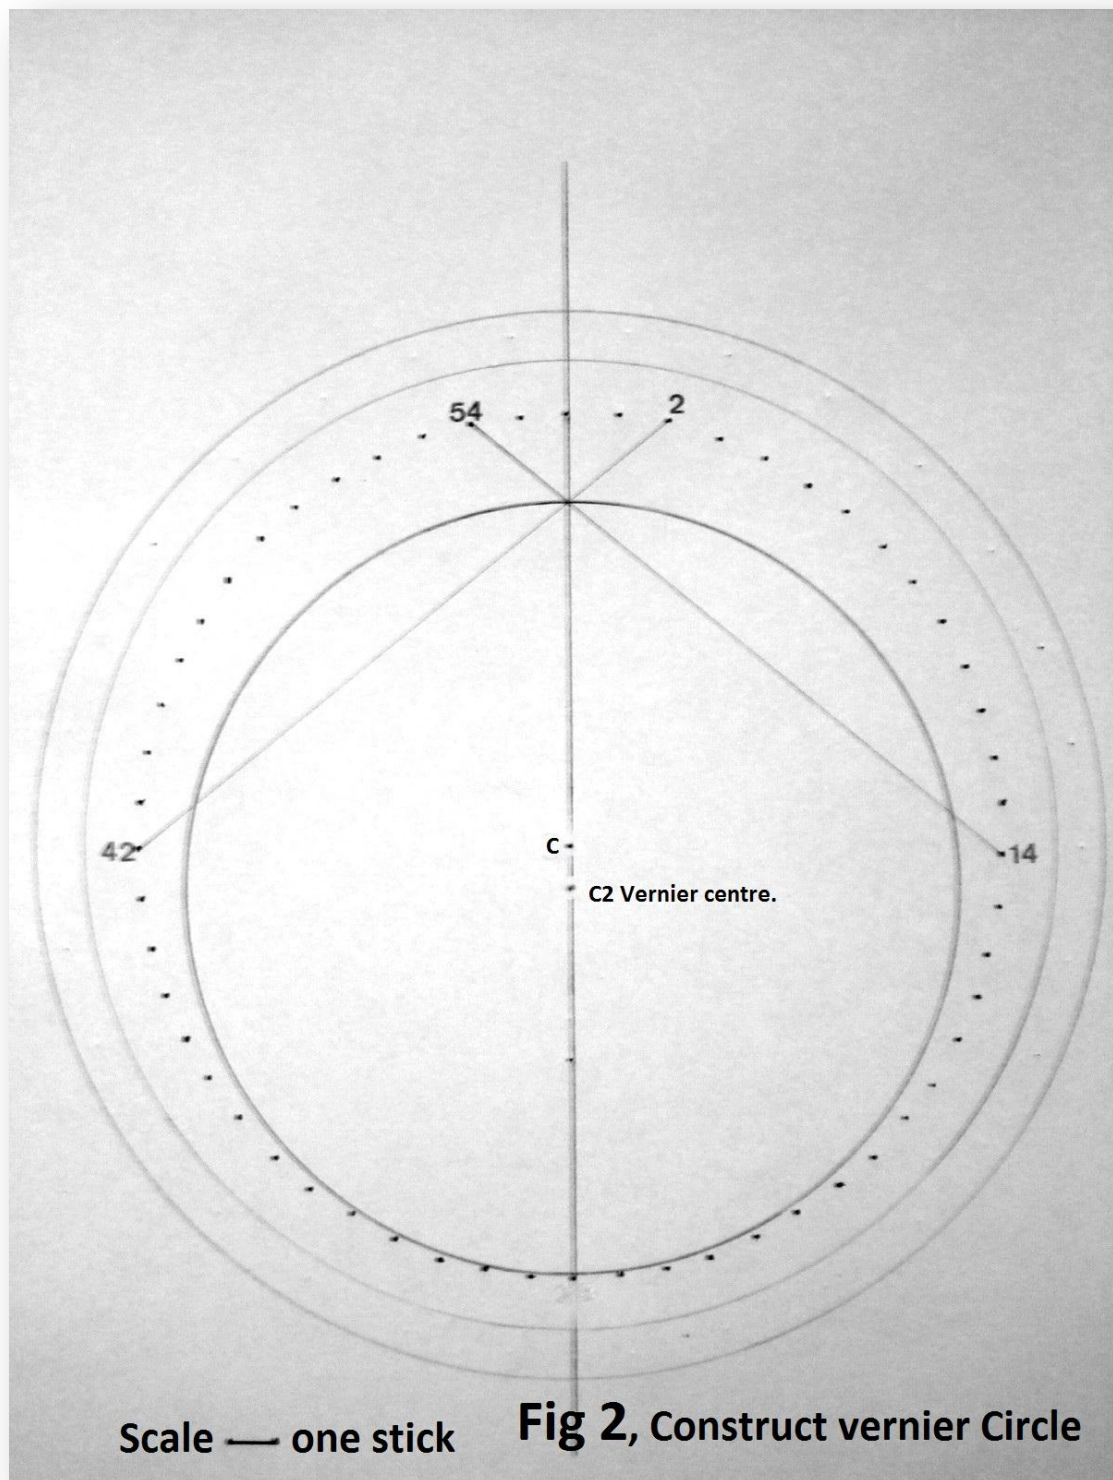 54
2
C
42
14
C2 Vernier centre.
Scale one stick
Fig 2, Construct vernier Circle